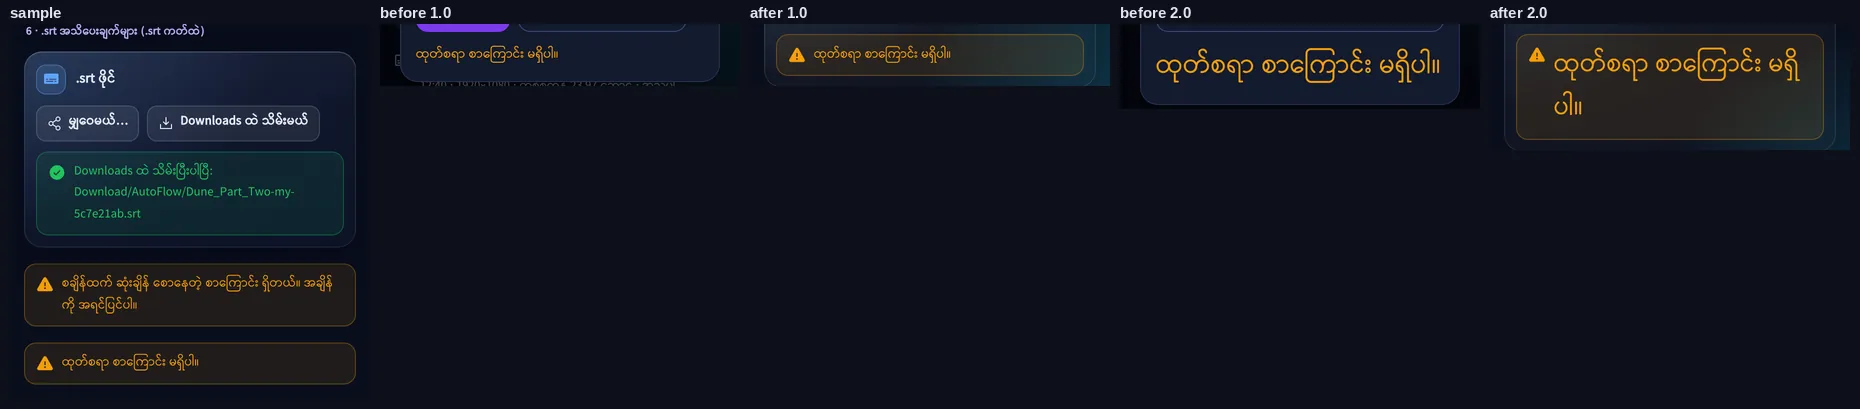 sample
6 · .srt အသိပေးချက်များ (.srt ကတ်ထဲ)
.srt ဖိုင်
မျှဝေမယ်…
Downloads ထဲ သိမ်းမယ်
Downloads ထဲ သိမ်းပြီးပါပြီ:
Download/AutoFlow/Dune_Part_Two-my-
5c7e21ab.srt
စချိန်ထက် ဆုံးချိန် စောနေတဲ့ စာကြောင်း ရှိတယ်။ အချိန်
ကို အရင်ပြင်ပါ။
ထုတ်စရာ စာကြောင်း မရှိပါ။
before 1.0
ထုတ်စရာ စာကြောင်း မရှိပါ။
after 1.0
ထုတ်စရာ စာကြောင်း မရှိပါ။
before 2.0
ထုတ်စရာ စာကြောင်း မရှိပါ။
after 2.0
ထုတ်စရာ စာကြောင်း မရှိ
ပါ။